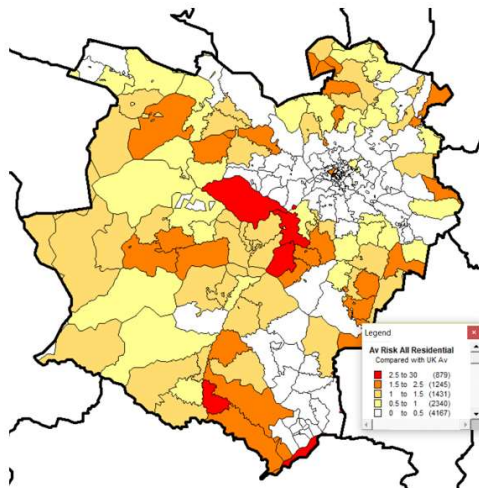 Legend
Av Risk All Residential
Compared with UK Av
2.5 to 30 (879)
1.5 to 2.5 (1245)
1 to 1.5 (1431)
0.5 to 1 (2340)
0 to 0.5 (4167)